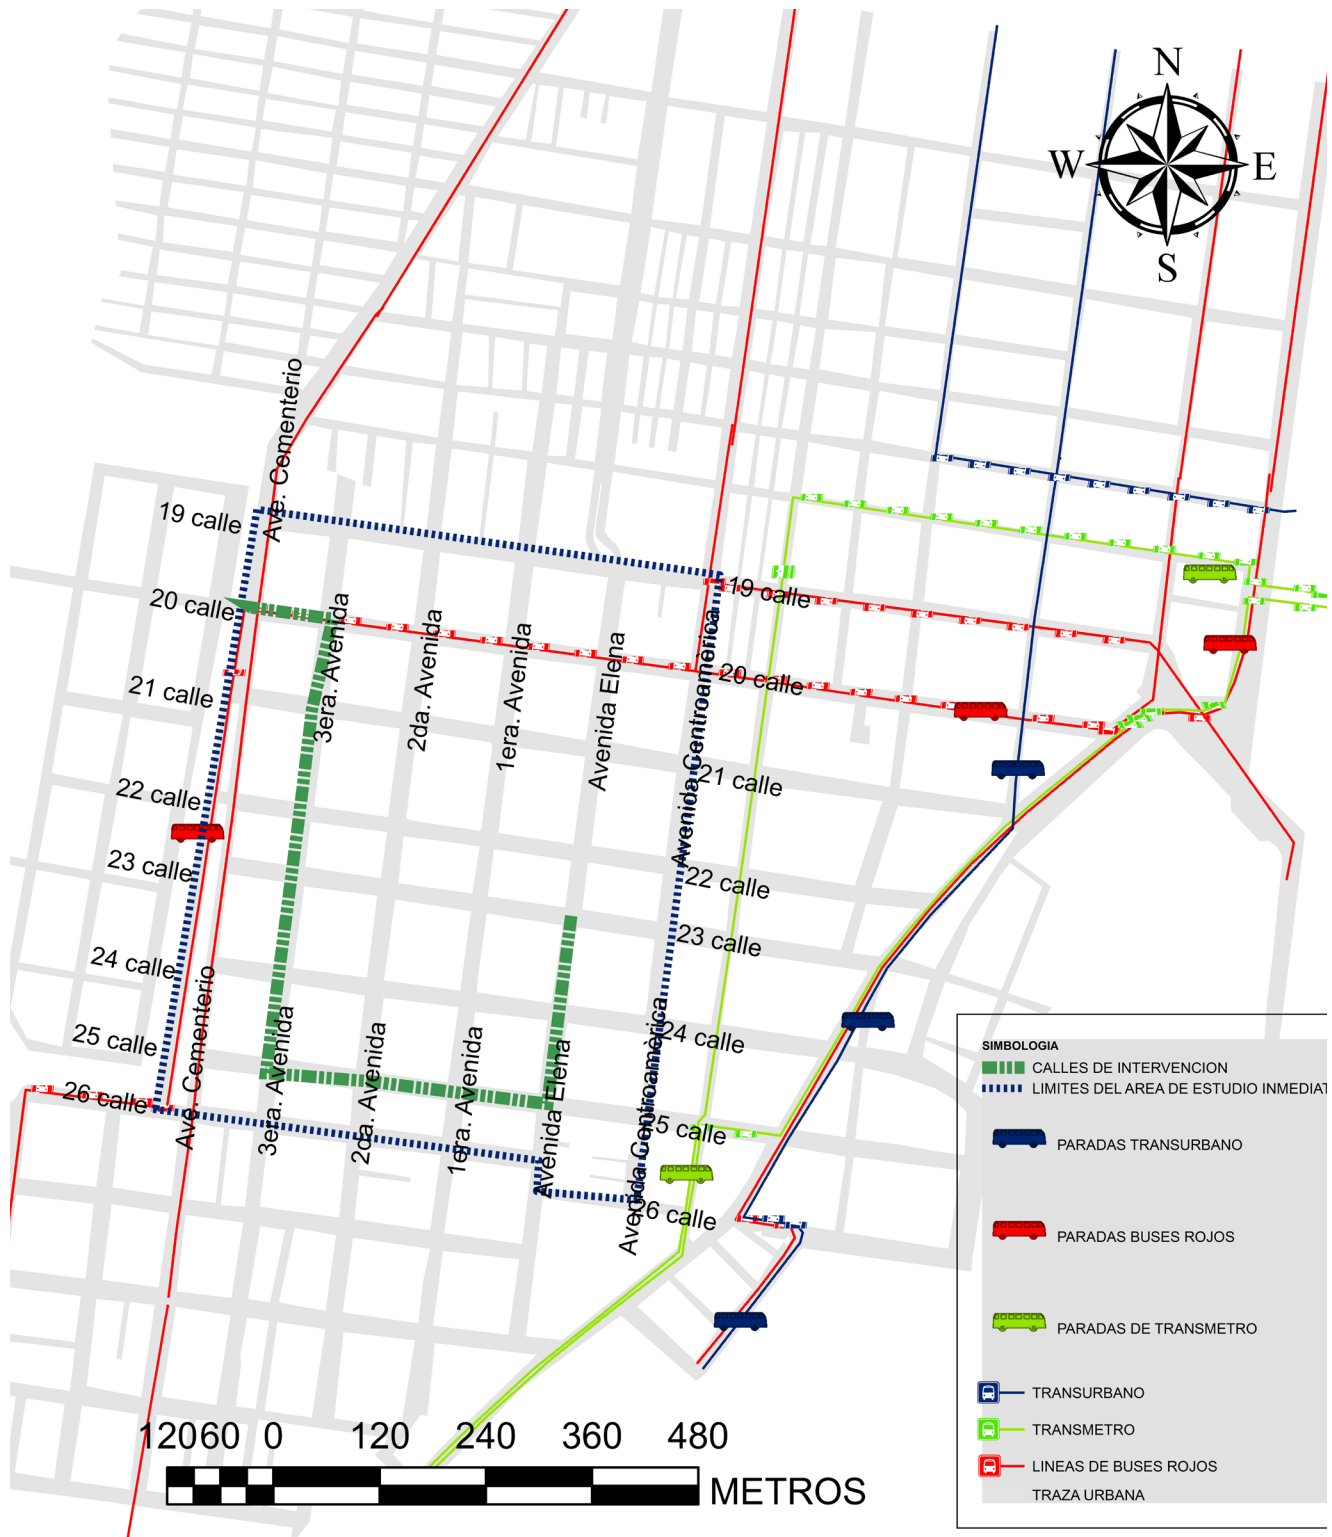 N
W
E
S
Ave. Cementerio
19 calle
19 calle
20 calle
3era. Avenida
2da. Avenida
1era. Avenida
Avenida Elena
Avenida Centroamérica
20 calle
21 calle
21 calle
22 calle
22 calle
23 calle
23 calle
24 calle
24 calle
25 calle
25 calle
26 calle
Ave. Cementerio
3era. Avenida
2da. Avenida
1era. Avenida
Avenida Elena
Avenida Centroamérica
26 calle
SIMBOLOGIA
CALLES DE INTERVENCION
LIMITES DEL AREA DE ESTUDIO INMEDIAT
PARADAS TRANSURBANO
PARADAS BUSES ROJOS
PARADAS DE TRANSMETRO
TRANSURBANO
TRANSMETRO
LINEAS DE BUSES ROJOS
TRAZA URBANA
120 60 0 120 240 360 480
METROS